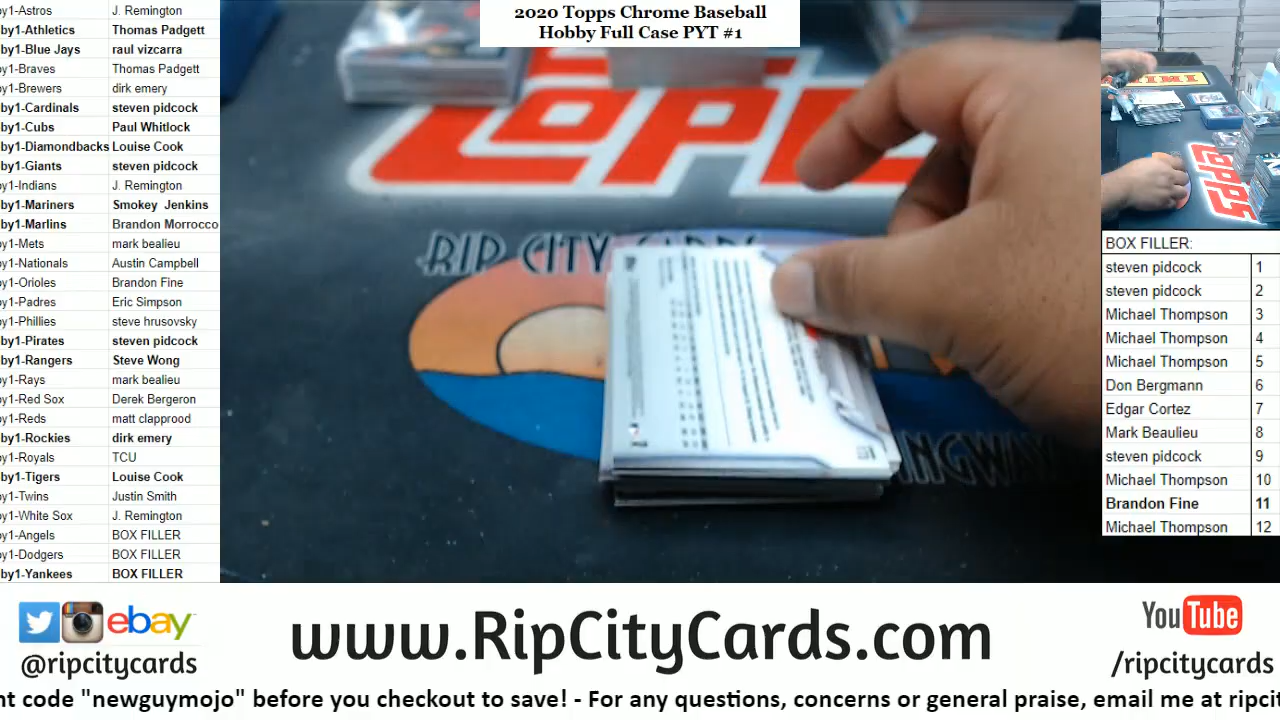 2020 Topps Chrome Baseball
Hobby Full Case PYT #1
by1-Astros J. Remington
by1-Athletics Thomas Padgett
by1-Blue Jays raul vizcarra
by1-Braves Thomas Padgett
by1-Brewers dirk emery
by1-Cardinals steven pidcock
by1-Cubs Paul Whitlock
by1-Diamondbacks Louise Cook
by1-Giants steven pidcock
by1-Indians J. Remington
by1-Mariners Smokey Jenkins
by1-Marlins Brandon Morrocco
by1-Mets mark bealieu
by1-Nationals Austin Campbell
by1-Orioles Brandon Fine
by1-Padres Eric Simpson
by1-Phillies steve hrusovsky
by1-Pirates steven pidcock
by1-Rangers Steve Wong
by1-Rays mark bealieu
by1-Red Sox Derek Bergeron
by1-Reds matt clapprood
by1-Rockies dirk emery
by1-Royals TCU
by1-Tigers Louise Cook
by1-Twins Justin Smith
by1-White Sox J. Remington
by1-Angels BOX FILLER
by1-Dodgers BOX FILLER
by1-Yankees BOX FILLER
topps
RIP CITY CARDS
INGWAY
topps
BOX FILLER:
steven pidcock 1
steven pidcock 2
Michael Thompson 3
Michael Thompson 4
Michael Thompson 5
Don Bergmann 6
Edgar Cortez 7
Mark Beaulieu 8
steven pidcock 9
Michael Thompson 10
Brandon Fine 11
Michael Thompson 12
ebay
@ripcitycards
www.RipCityCards.com
YouTube
/ripcitycards
nt code "newguymojo" before you checkout to save! - For any questions, concerns or general praise, email me at ripcit